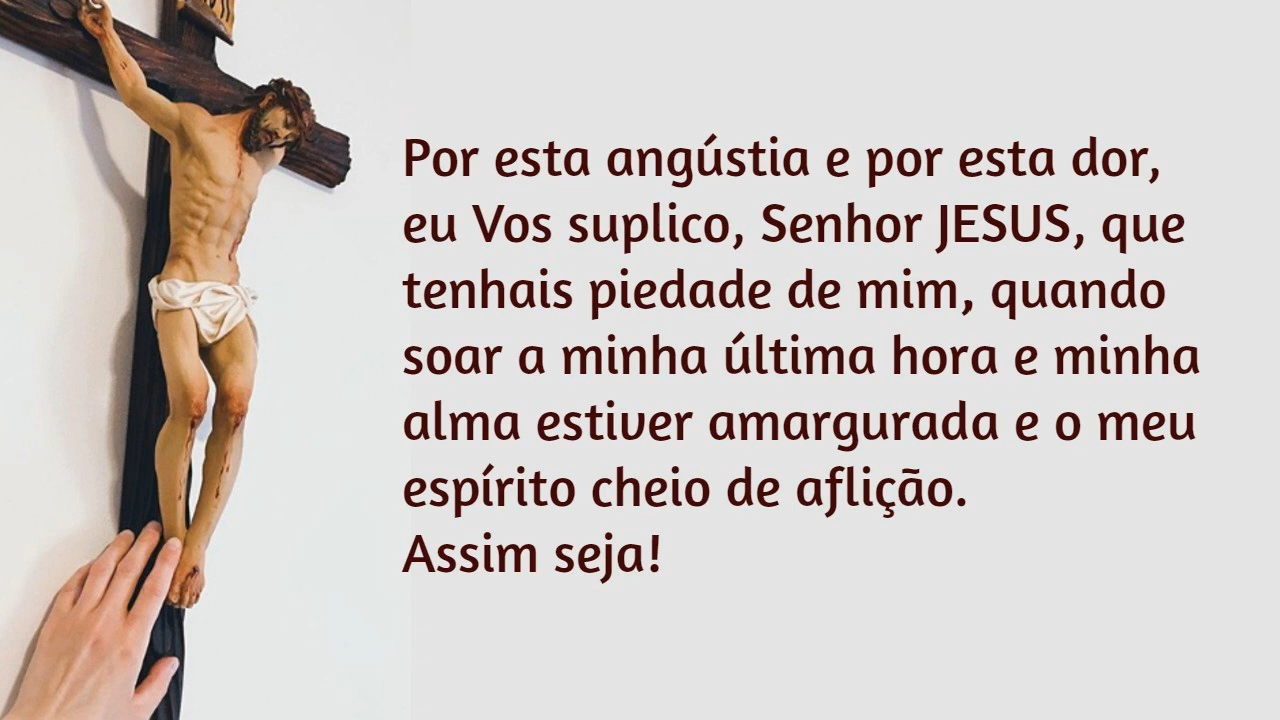 Por esta angústia e por esta dor,
eu Vos suplico, Senhor JESUS, que
tenhais piedade de mim, quando
soar a minha última hora e minha
alma estiver amargurada e o meu
espírito cheio de aflição.
Assim seja!